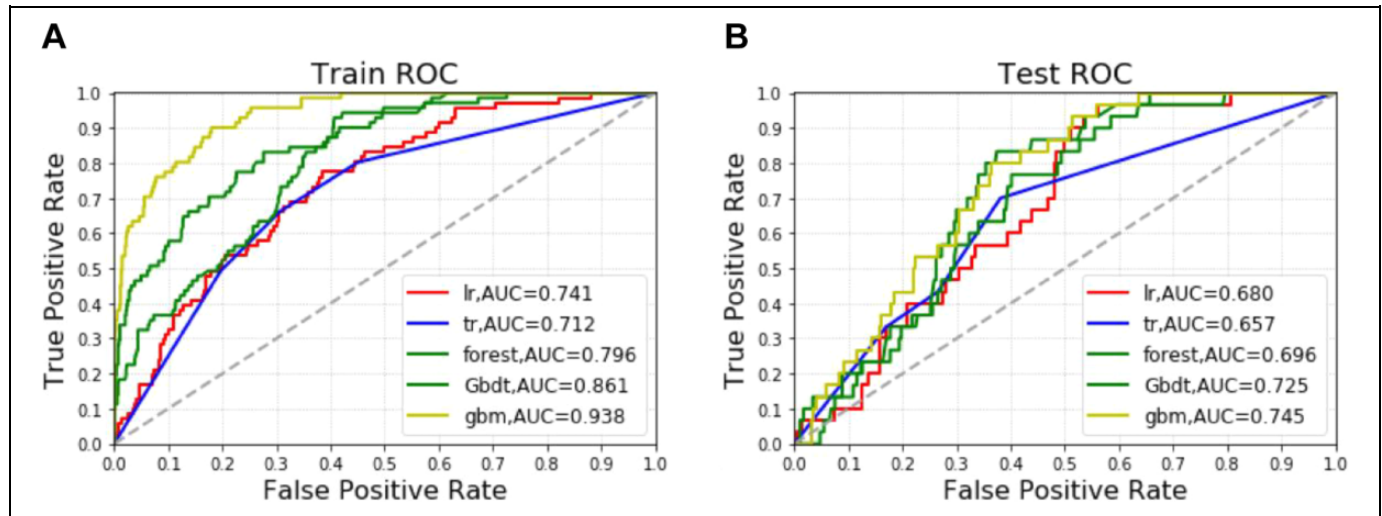 A
Train ROC
True Positive Rate
1.0
0.9
0.8
0.7
0.6
0.5
0.4
0.3
0.2
0.1
0.0
lr,AUC=0.741
tr,AUC=0.712
forest,AUC=0.796
Gbdt,AUC=0.861
gbm,AUC=0.938
0.0 0.1 0.2 0.3 0.4 0.5 0.6 0.7 0.8 0.9 1.0
False Positive Rate
B
Test ROC
True Positive Rate
1.0
0.9
0.8
0.7
0.6
0.5
0.4
0.3
0.2
0.1
0.0
lr,AUC=0.680
tr,AUC=0.657
forest,AUC=0.696
Gbdt,AUC=0.725
gbm,AUC=0.745
0.0 0.1 0.2 0.3 0.4 0.5 0.6 0.7 0.8 0.9 1.0
False Positive Rate